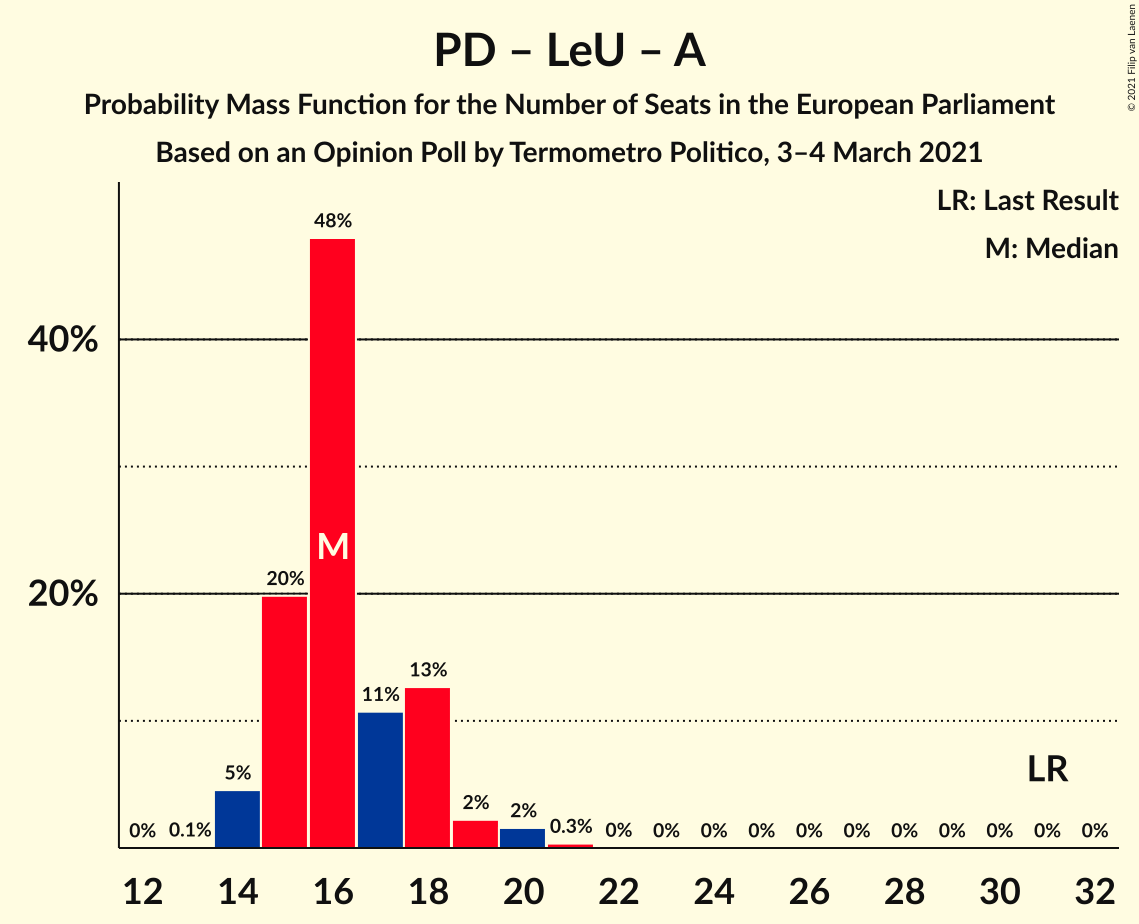 PD – LeU – A
Probability Mass Function for the Number of Seats in the European Parliament
Based on an Opinion Poll by Termometro Politico, 3–4 March 2021
© 2021 Filip van Laenen
LR: Last Result
M: Median
40%
20%
0%
0.1%
5%
20%
48%
M
11%
13%
2%
2%
0.3%
0%
0%
0%
0%
0%
0%
0%
0%
0%
0%
0%
LR
12 14 16 18 20 22 24 26 28 30 32